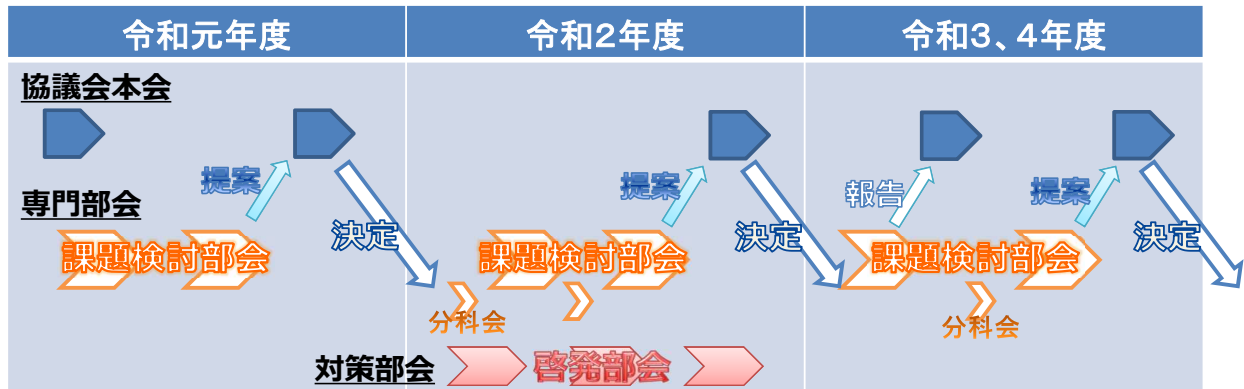 令和元年度
令和２年度
令和３、４年度
協議会本会
提案
提案
報告
提案
専門部会
決定
決定
決定
課題検討部会
課題検討部会
課題検討部会
分科会
分科会
対策部会
啓発部会